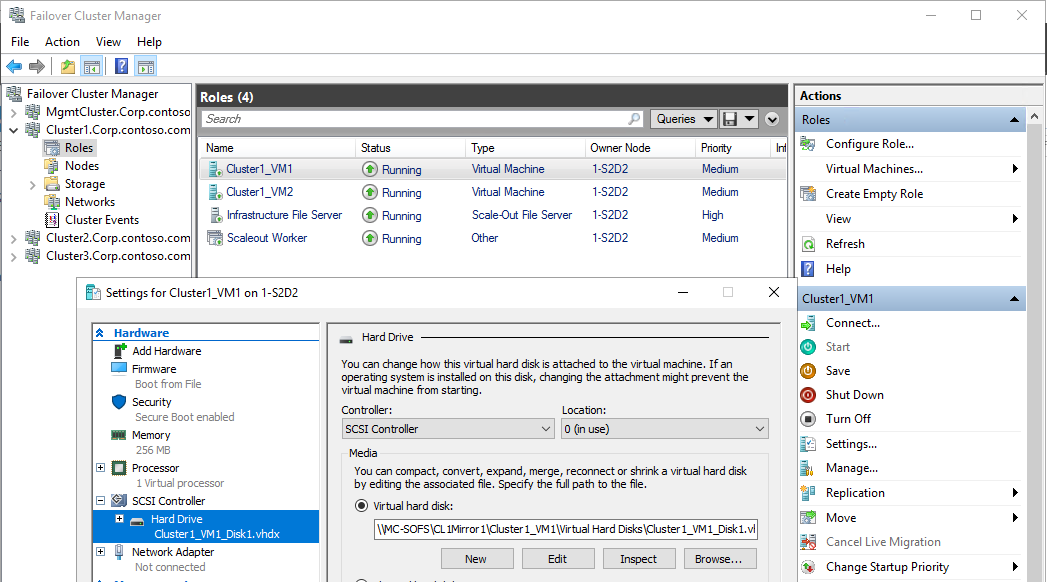 Failover Cluster Manager
File Action View Help
Failover Cluster Manager
MgmtCluster.Corp.contoso
Cluster1.Corp.contoso.com
Roles
Nodes
Storage
Networks
Cluster Events
Cluster2.Corp.contoso.com
Cluster3.Corp.contoso.com
Roles (4)
Search
Queries
Name Status Type Owner Node Priority Inf
Cluster1_VM1 Running Virtual Machine 1-S2D2 Medium
Cluster1_VM2 Running Virtual Machine 1-S2D2 Medium
Infrastructure File Server Running Scale-Out File Server 1-S2D2 High
Scaleout Worker Running Other 1-S2D2 Medium
Actions
Roles
Configure Role...
Virtual Machines...
Create Empty Role
View
Refresh
Help
Cluster1_VM1
Connect...
Start
Save
Shut Down
Turn Off
Settings...
Manage...
Replication
Move
Cancel Live Migration
Change Startup Priority
Settings for Cluster1_VM1 on 1-S2D2
Hardware
Add Hardware
Firmware
Boot from File
Security
Secure Boot enabled
Memory
256 MB
Processor
1 Virtual processor
SCSI Controller
Hard Drive
Cluster1_VM1_Disk1.vhdx
Network Adapter
Not connected
Hard Drive
You can change how this virtual hard disk is attached to the virtual machine. If an
operating system is installed on this disk, changing the attachment might prevent the
virtual machine from starting.
Controller: Location:
SCSI Controller 0 (in use)
Media
You can compact, convert, expand, merge, reconnect or shrink a virtual hard disk
by editing the associated file. Specify the full path to the file.
Virtual hard disk:
\\MC-SOFS\CL1Mirror1\Cluster1_VM1\Virtual Hard Disks\Cluster1_VM1_Disk1.vl
New Edit Inspect Browse...